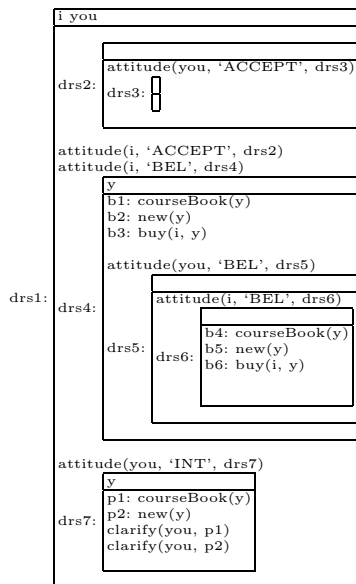 i you
attitude(you, ‘ACCEPT’, drs3)
drs2:
drs3:
attitude(i, ‘ACCEPT’, drs2)
attitude(i, ‘BEL’, drs4)
y
b1: courseBook(y)
b2: new(y)
b3: buy(i, y)
attitude(you, ‘BEL’, drs5)
attitude(i, ‘BEL’, drs6)
drs1:
drs4:
b4: courseBook(y)
drs5:
drs6:
b5: new(y)
b6: buy(i, y)
attitude(you, ‘INT’, drs7)
y
p1: courseBook(y)
drs7:
p2: new(y)
clarify(you, p1)
clarify(you, p2)